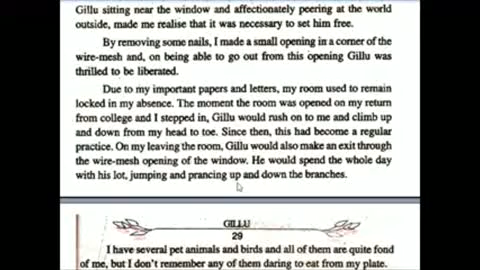 Gillu sitting near the window and affectionately peering at the world
outside, made me realise that it was necessary to set him free.
By removing some nails, I made a small opening in a corner of the
wire-mesh and, on being able to go out from this opening Gillu was
thrilled to be liberated.
Due to my important papers and letters, my room used to remain
locked in my absence. The moment the room was opened on my return
from college and I stepped in, Gillu would rush on to me and climb up
and down from my head to toe. Since then, this had become a regular
practice. On my leaving the room, Gillu would also make an exit through
the wire-mesh opening of the window. He would spend the whole day
with his lot, jumping and prancing up and down the branches.
GILLU
29
I have several pet animals and birds and all of them are quite fond
of me, but I don't remember any of them daring to eat from my plate.